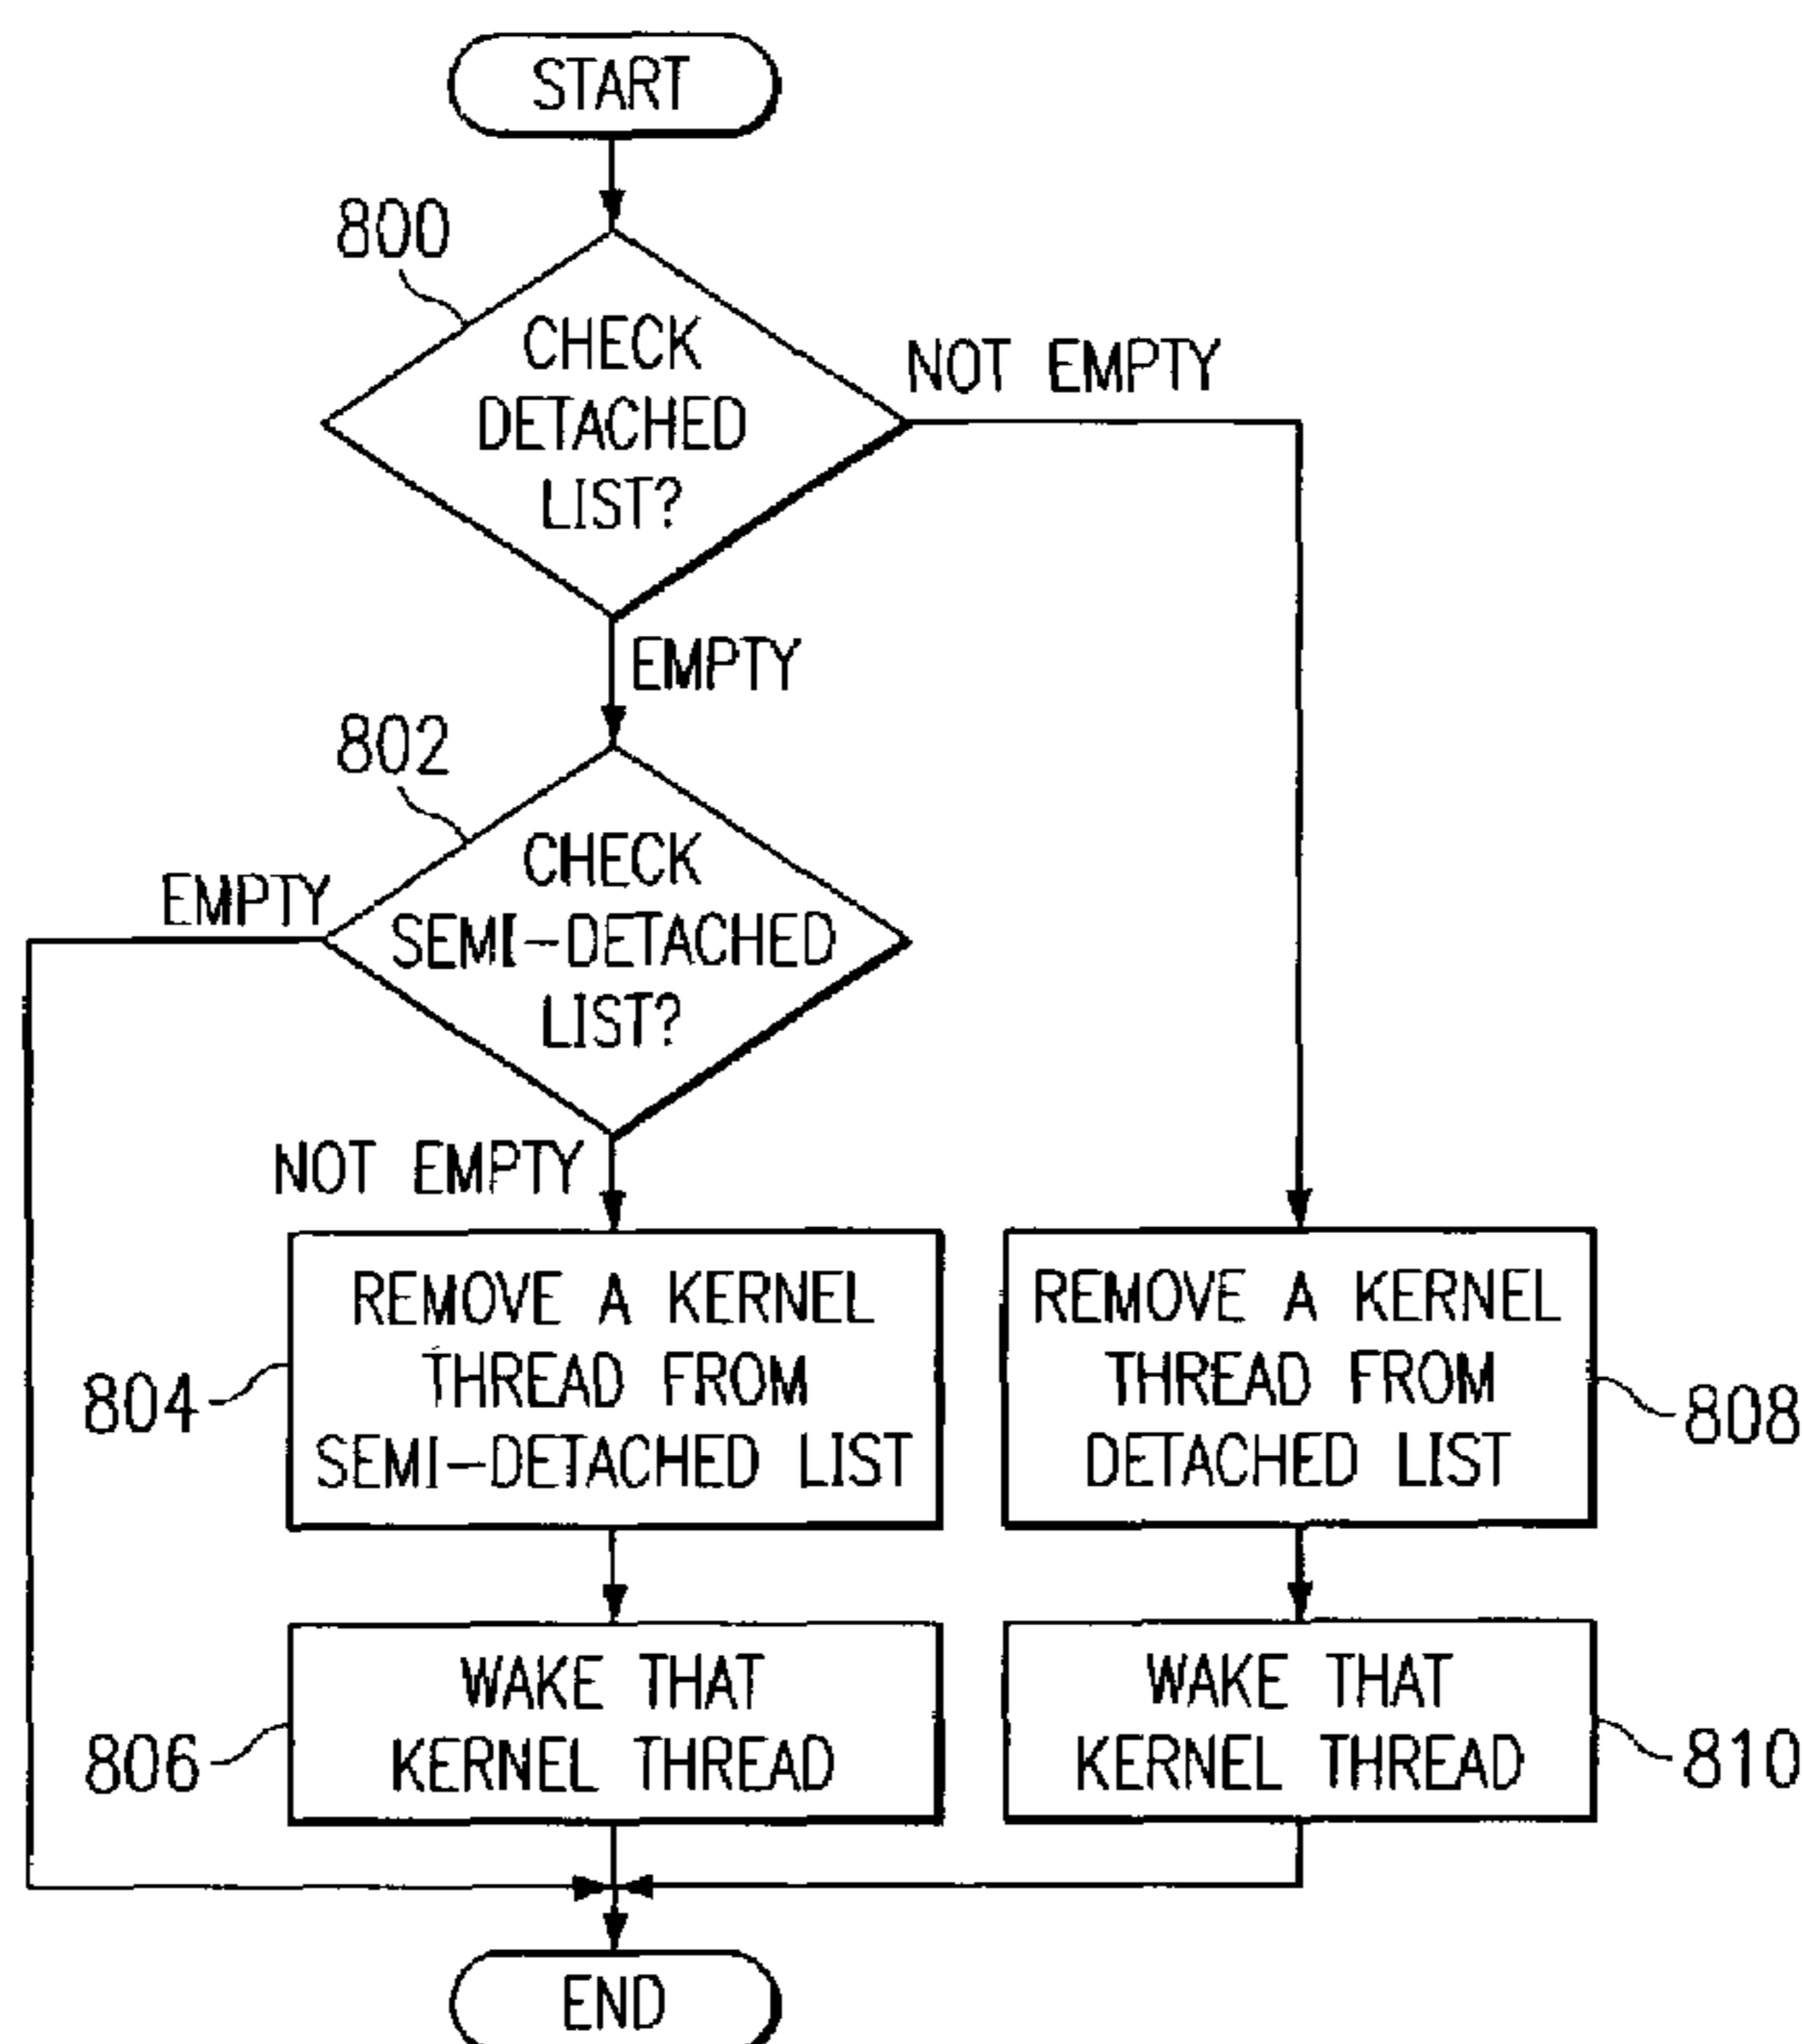 START
800
CHECK
DETACHED
LIST?
NOT EMPTY
EMPTY
802
CHECK
SEMI-DETACHED
LIST?
EMPTY
NOT EMPTY
804
REMOVE A KERNEL
THREAD FROM
SEMI-DETACHED LIST
REMOVE A KERNEL
THREAD FROM
DETACHED LIST
808
806
WAKE THAT
KERNEL THREAD
WAKE THAT
KERNEL THREAD
810
END